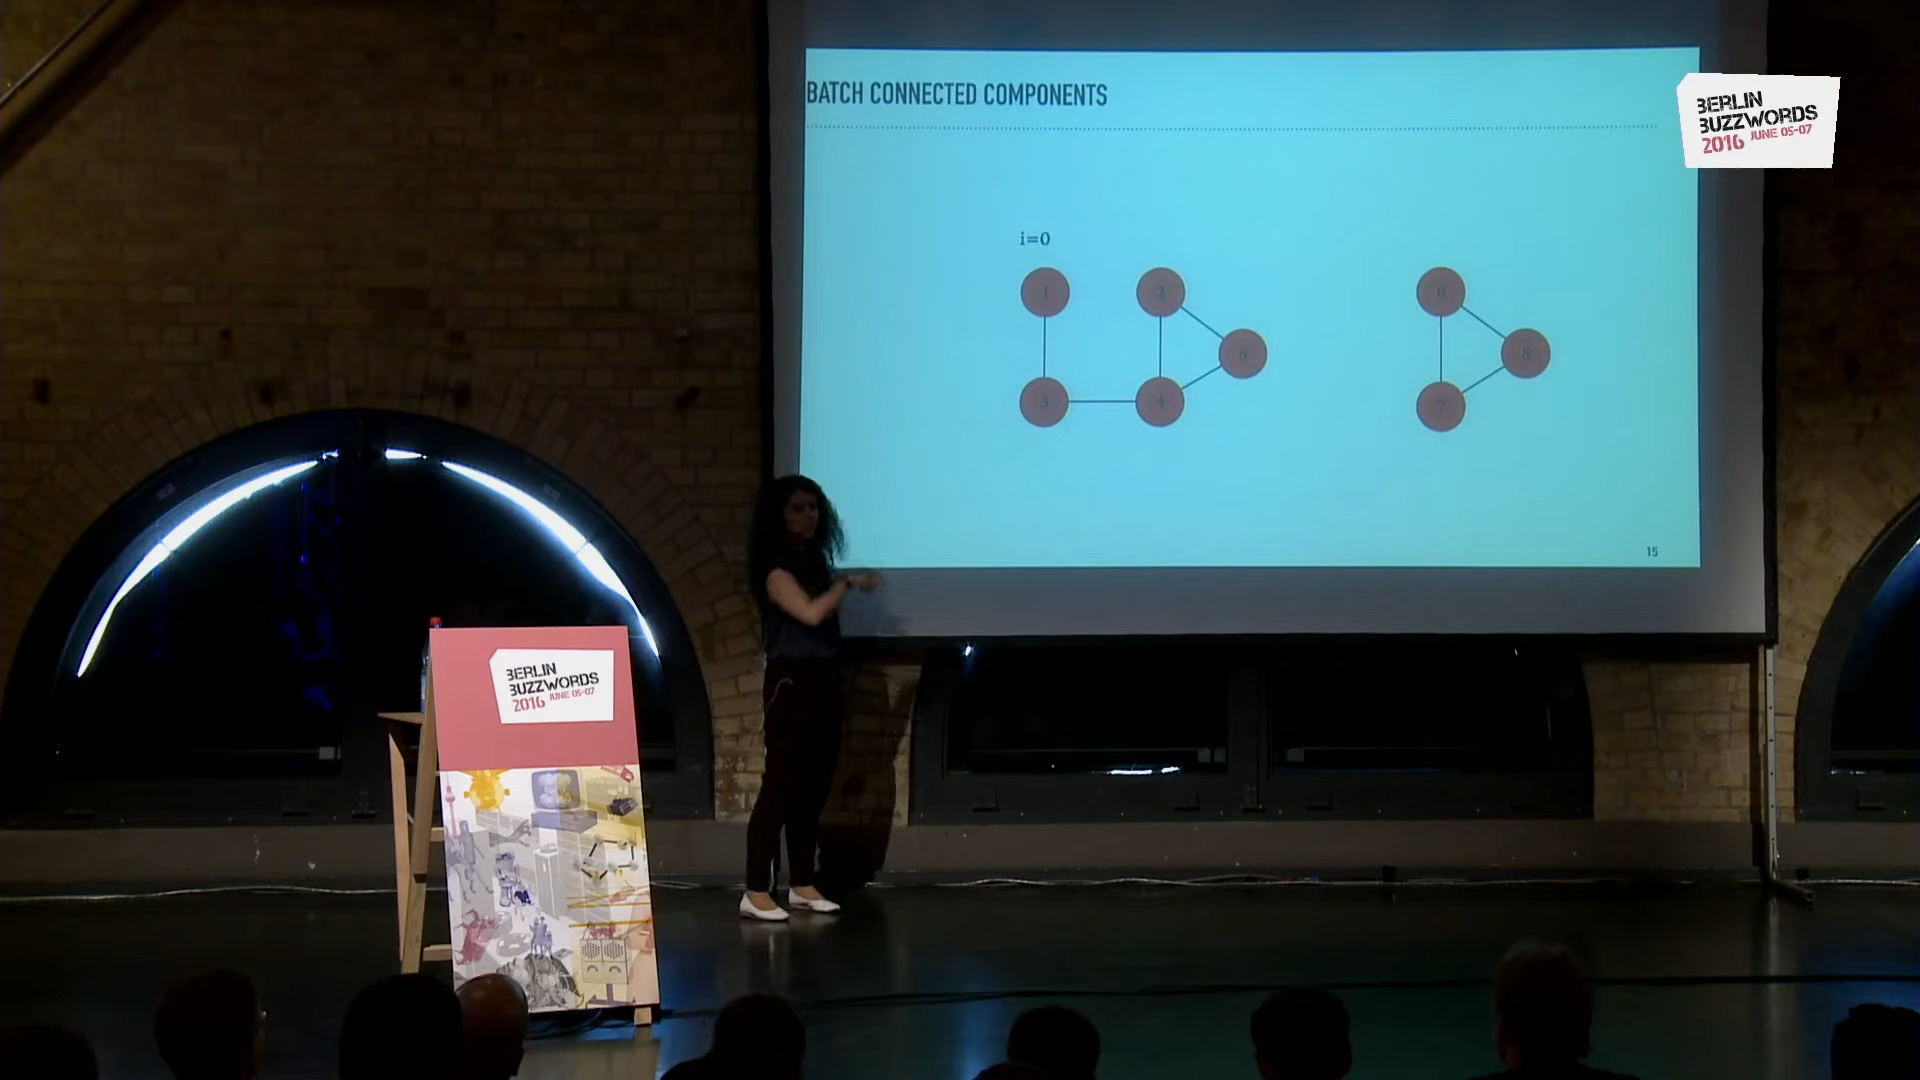 BATCH CONNECTED COMPONENTS
i=0
1
2
5
3
4
6
8
7
15
BERLIN
BUZZWORDS
2016 JUNE 05-07
BERLIN
BUZZWORDS
2016 JUNE 05-07